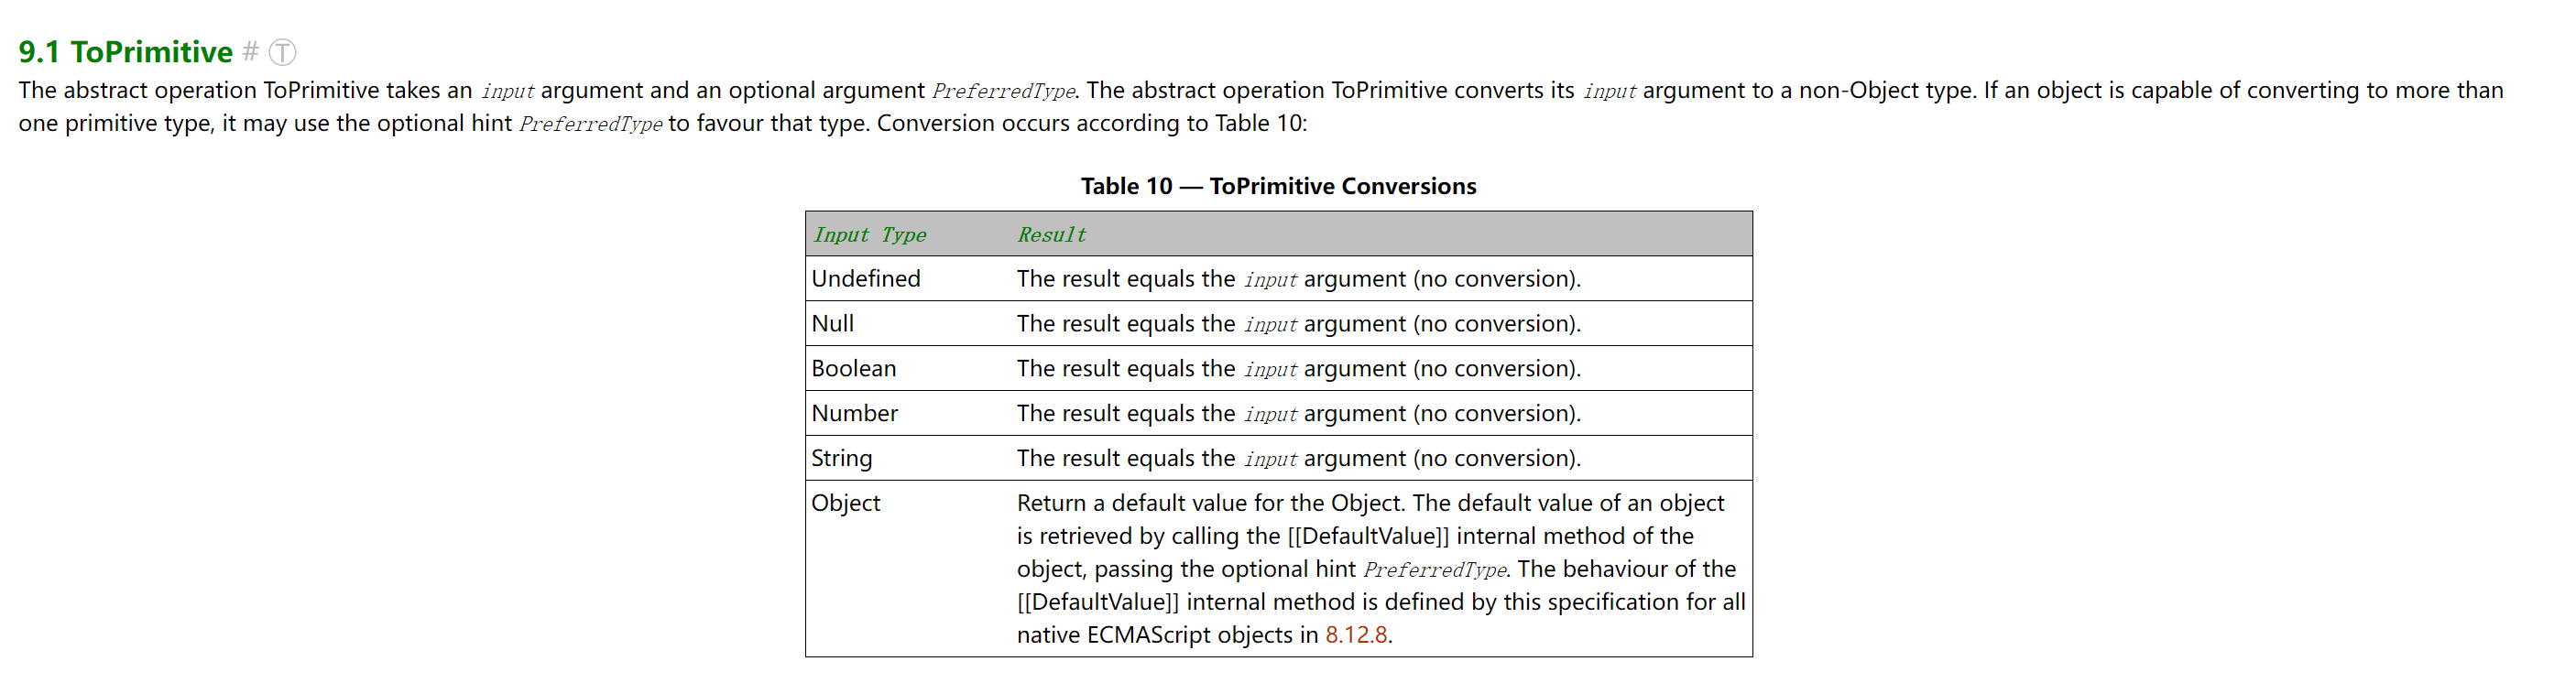 9.1 ToPrimitive # Ⓣ
The abstract operation ToPrimitive takes an input argument and an optional argument PreferredType. The abstract operation ToPrimitive converts its input argument to a non-Object type. If an object is capable of converting to more than
one primitive type, it may use the optional hint PreferredType to favour that type. Conversion occurs according to Table 10:
Table 10 — ToPrimitive Conversions
Input Type Result
Undefined The result equals the input argument (no conversion).
Null The result equals the input argument (no conversion).
Boolean The result equals the input argument (no conversion).
Number The result equals the input argument (no conversion).
String The result equals the input argument (no conversion).
Object Return a default value for the Object. The default value of an object
is retrieved by calling the [[DefaultValue]] internal method of the
object, passing the optional hint PreferredType. The behaviour of the
[[DefaultValue]] internal method is defined by this specification for all
native ECMAScript objects in 8.12.8.